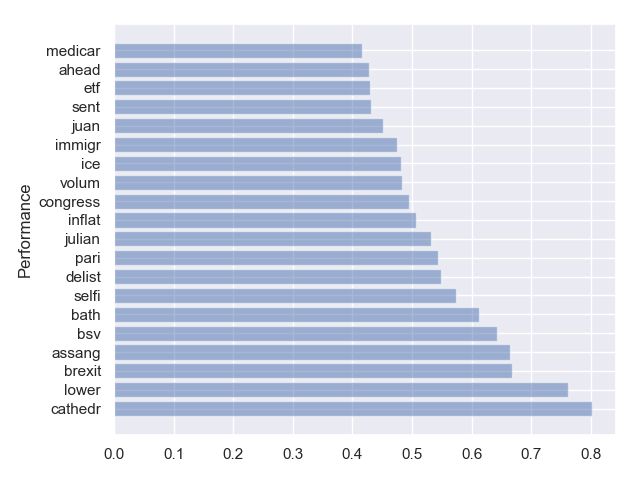 medicar
ahead
etf
sent
juan
immigr
ice
volum
congress
inflat
julian
pari
delist
selfi
bath
bsv
assang
brexit
lower
cathedr
Performance
0.0 0.1 0.2 0.3 0.4 0.5 0.6 0.7 0.8